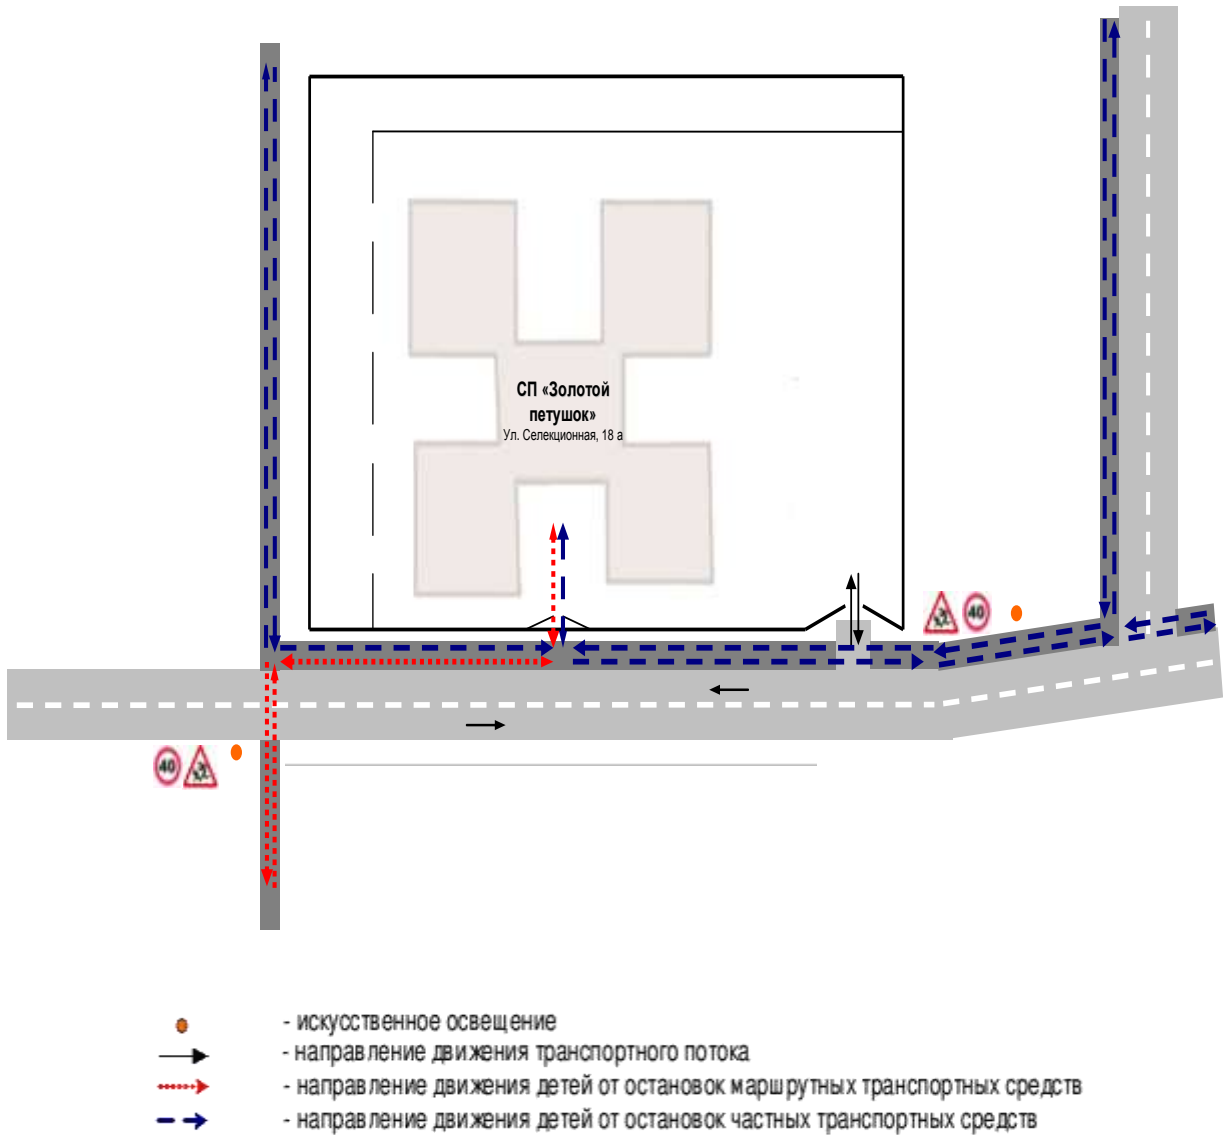 СП «Золотой
петушок»
Ул. Селекционная, 18 а
40
40
- искусственное освещение
- направление движения транспортного потока
- направление движения детей от остановок маршрутных транспортных средств
- направление движения детей от остановок частных транспортных средств